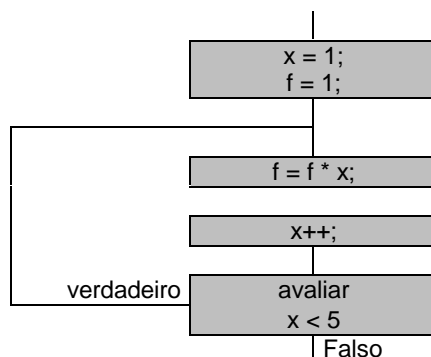 x = 1;
f = 1;
f = f * x;
x++;
verdadeiro
avaliar
x < 5
Falso